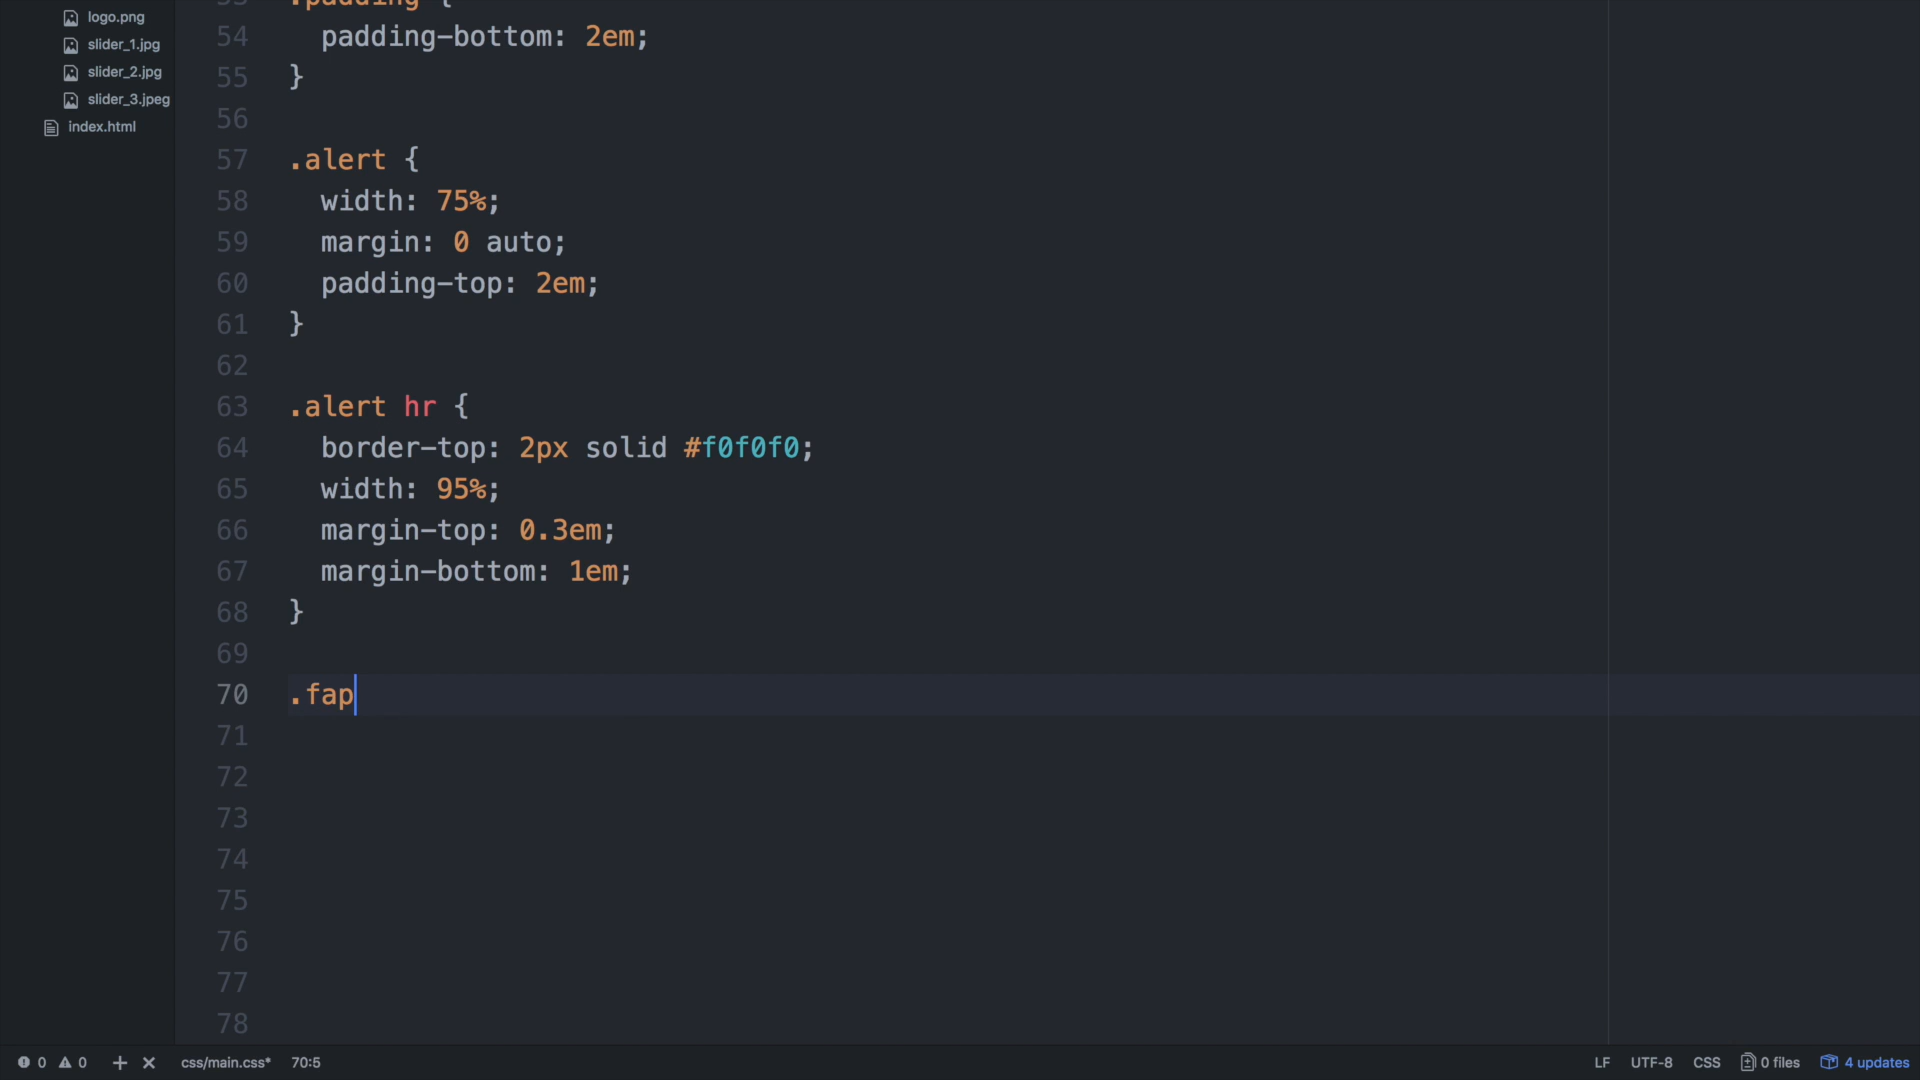 logo.png
slider_1.jpg
slider_2.jpg
slider_3.jpeg
index.html
53 .padding {
54 padding-bottom: 2em;
55 }
56
57 .alert {
58 width: 75%;
59 margin: 0 auto;
60 padding-top: 2em;
61 }
62
63 .alert hr {
64 border-top: 2px solid #f0f0f0;
65 width: 95%;
66 margin-top: 0.3em;
67 margin-bottom: 1em;
68 }
69
70 .fap
71
72
73
74
75
76
77
78
0 0 css/main.css* 70:5 LF UTF-8 CSS 0 files 4 updates